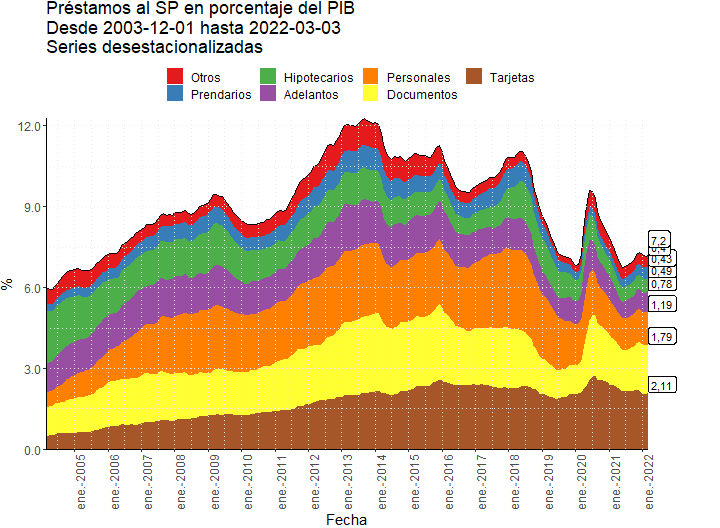 Préstamos al SP en porcentaje del PIB
Desde 2003-12-01 hasta 2022-03-03
Series desestacionalizadas
Otros
Hipotecarios
Personales
Tarjetas
Prendarios
Adelantos
Documentos
12.0
9.0
6.0
3.0
0.0
%
7,2
0,4
0,43
0,49
0,78
1,19
1,79
2,11
ene.-2005
ene.-2006
ene.-2007
ene.-2008
ene.-2009
ene.-2010
ene.-2011
ene.-2012
ene.-2013
ene.-2014
ene.-2015
ene.-2016
ene.-2017
ene.-2018
ene.-2019
ene.-2020
ene.-2021
ene.-2022
Fecha